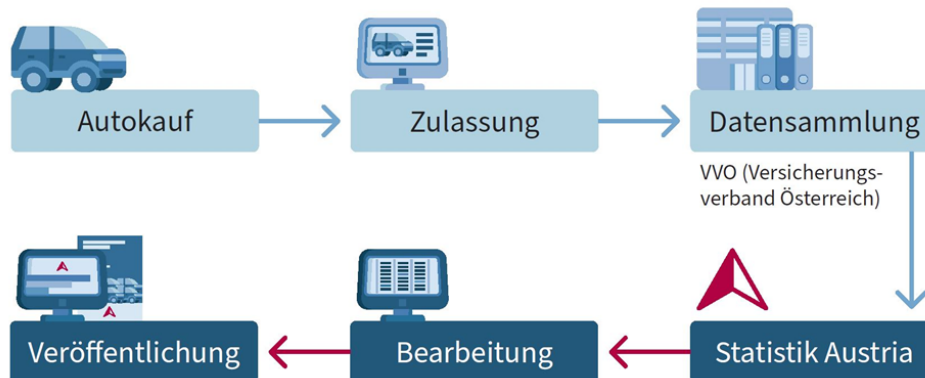 Autokauf
Zulassung
Datensammlung
VVO (Versicherungs-
verband Österreich)
Statistik Austria
Bearbeitung
Veröffentlichung